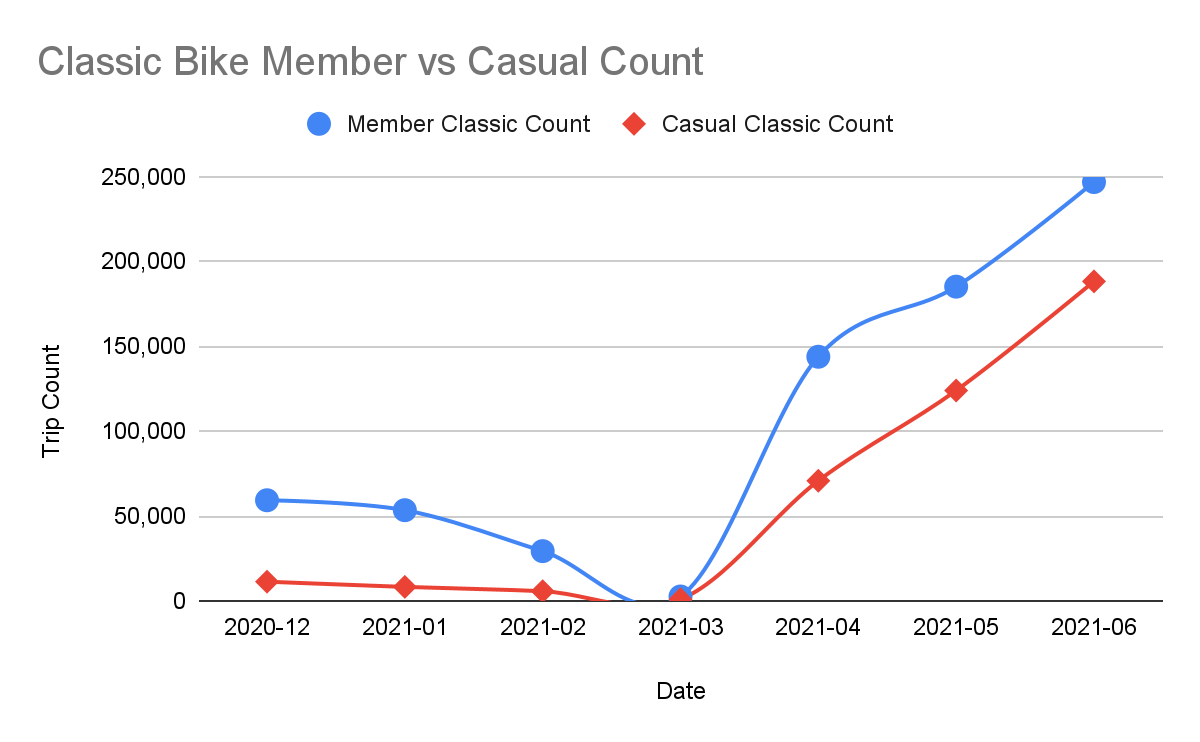 Classic Bike Member vs Casual Count
Member Classic Count Casual Classic Count
250,000
200,000
150,000
100,000
50,000
0
Trip Count
2020-12 2021-01 2021-02 2021-03 2021-04 2021-05 2021-06
Date